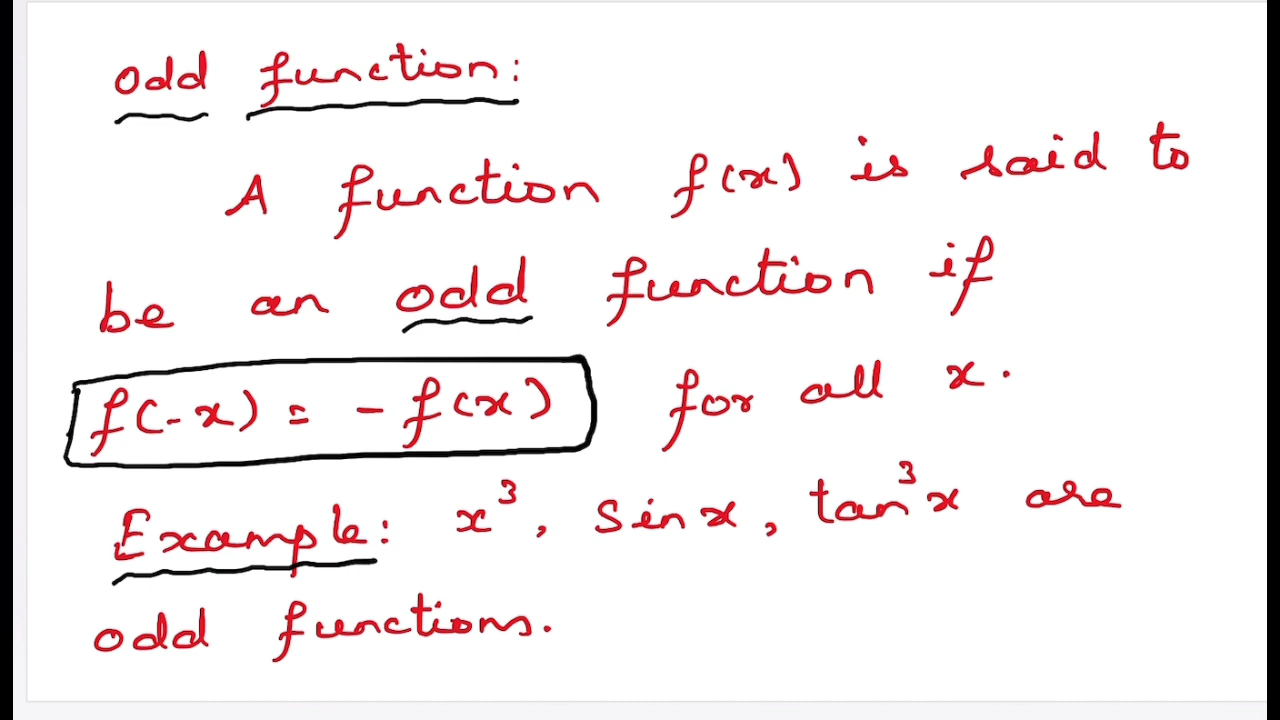 odd function:
A function f(x) is said to
be an odd function if
f(-x) = - f(x) for all x.
Example: x³, sinx, tan³x are
odd functions.